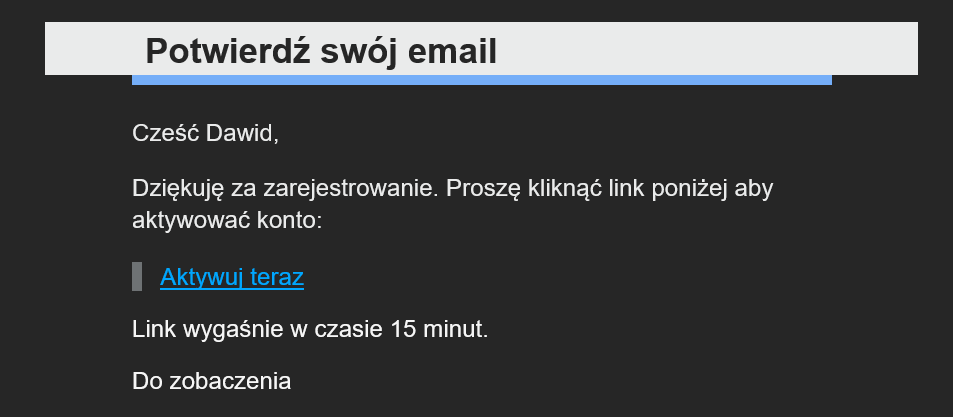 Potwierdź swój email
Cześć Dawid,
Dziękuję za zarejestrowanie. Proszę kliknąć link poniżej aby
aktywować konto:
Aktywuj teraz
Link wygaśnie w czasie 15 minut.
Do zobaczenia